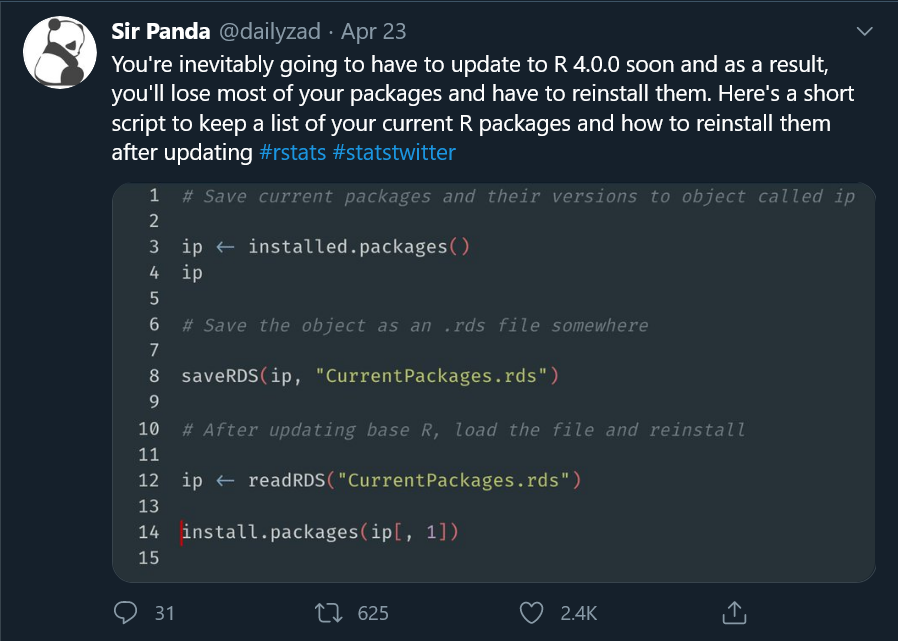 Sir Panda @dailyzad · Apr 23
You're inevitably going to have to update to R 4.0.0 soon and as a result,
you'll lose most of your packages and have to reinstall them. Here's a short
script to keep a list of your current R packages and how to reinstall them
after updating #rstats #statstwitter
1 # Save current packages and their versions to object called ip
2
3 ip <- installed.packages()
4 ip
5
6 # Save the object as an .rds file somewhere
7
8 saveRDS(ip, "CurrentPackages.rds")
9
10 # After updating base R, load the file and reinstall
11
12 ip <- readRDS("CurrentPackages.rds")
13
14 install.packages(ip[, 1])
15
31 625 2.4K